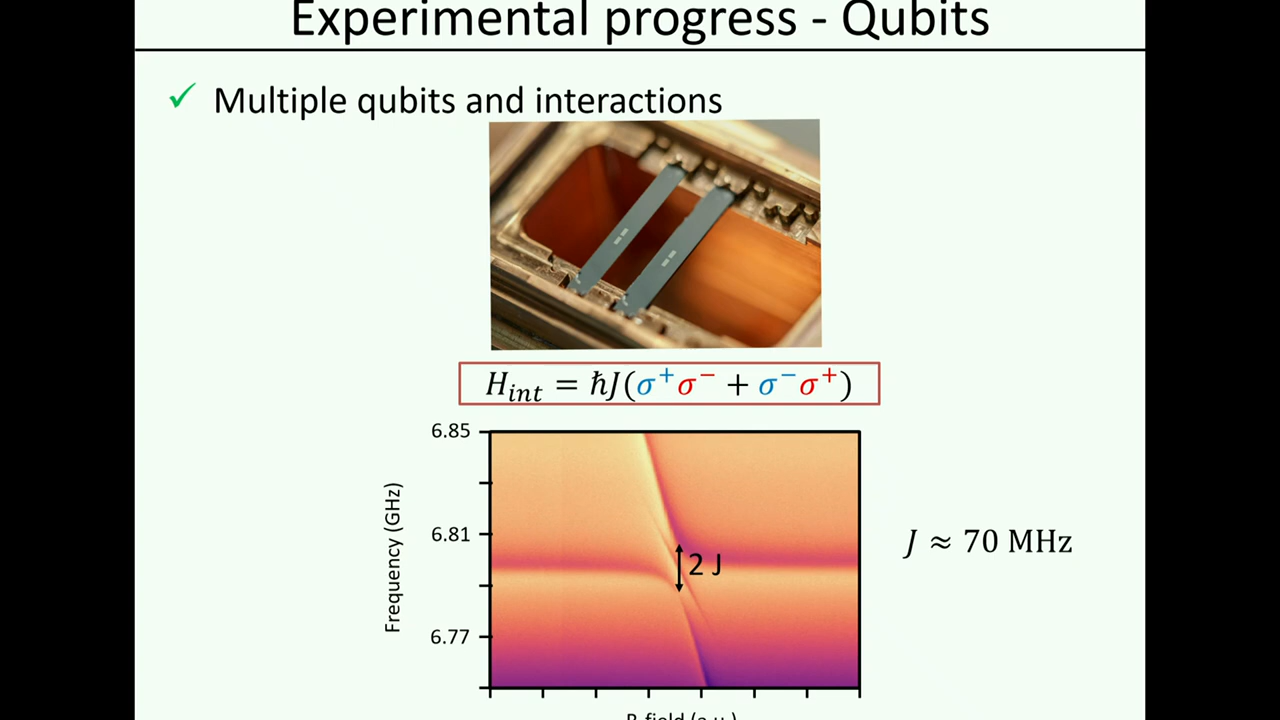 Experimental progress - Qubits
✓ Multiple qubits and interactions
H_int = ħJ(σ⁺σ⁻ + σ⁻σ⁺)
6.85
6.81
6.77
Frequency (GHz)
2 J
J ≈ 70 MHz
B-field (a.u.)